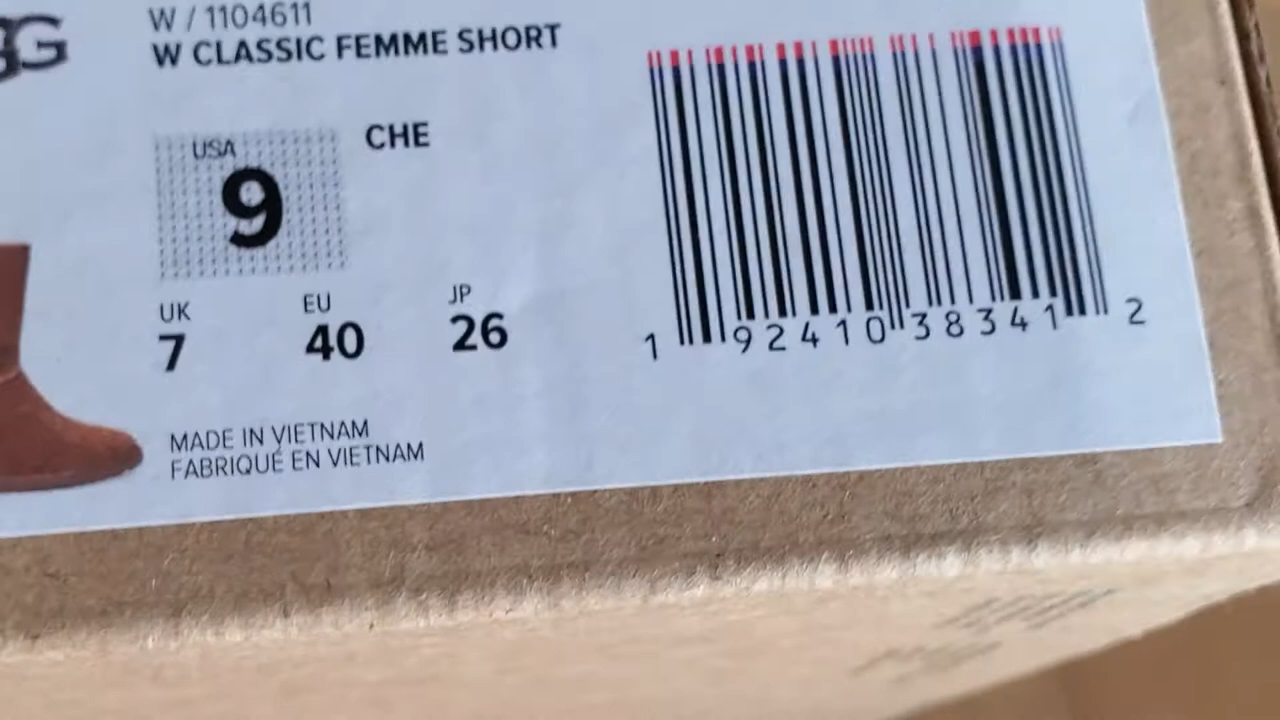 GG
W / 1104611
W CLASSIC FEMME SHORT
USA
9
CHE
UK
7
EU
40
JP
26
1 92410 38341 2
MADE IN VIETNAM
FABRIQUÉ EN VIETNAM